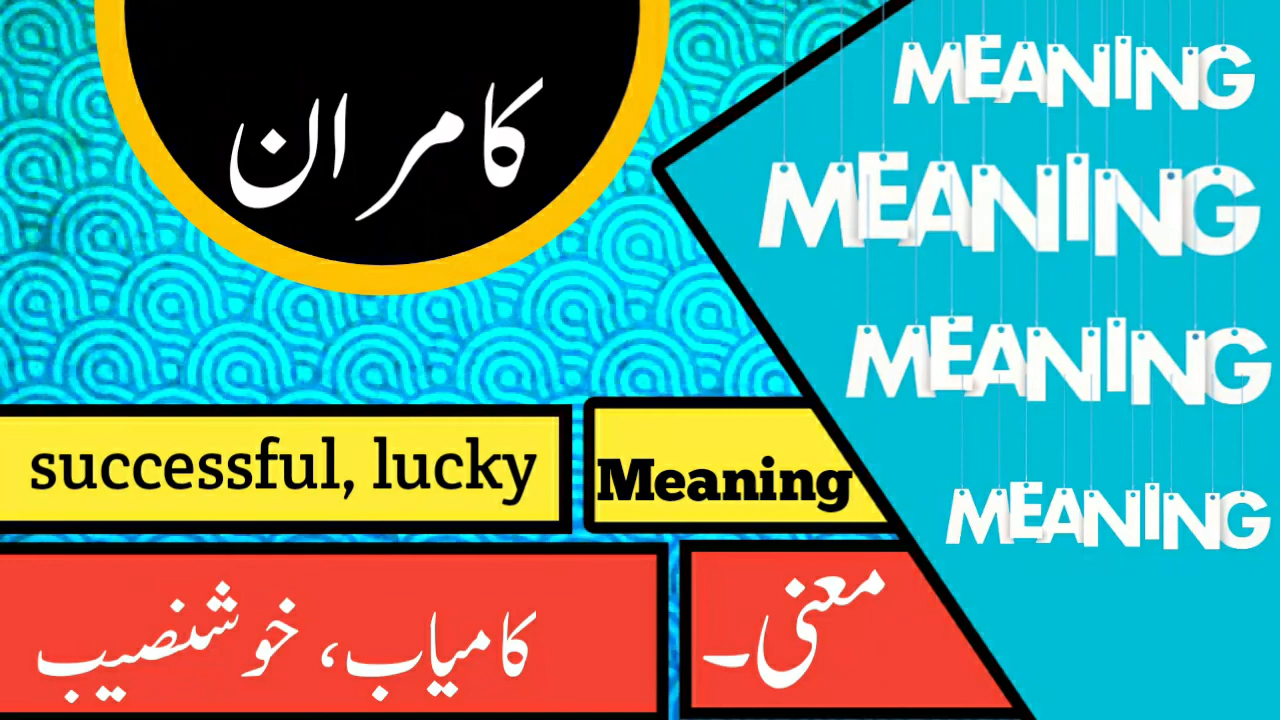 کامران
MEANING
MEANING
MEANING
MEANING
successful, lucky
Meaning
معنی۔
کامیاب، خوشنصیب